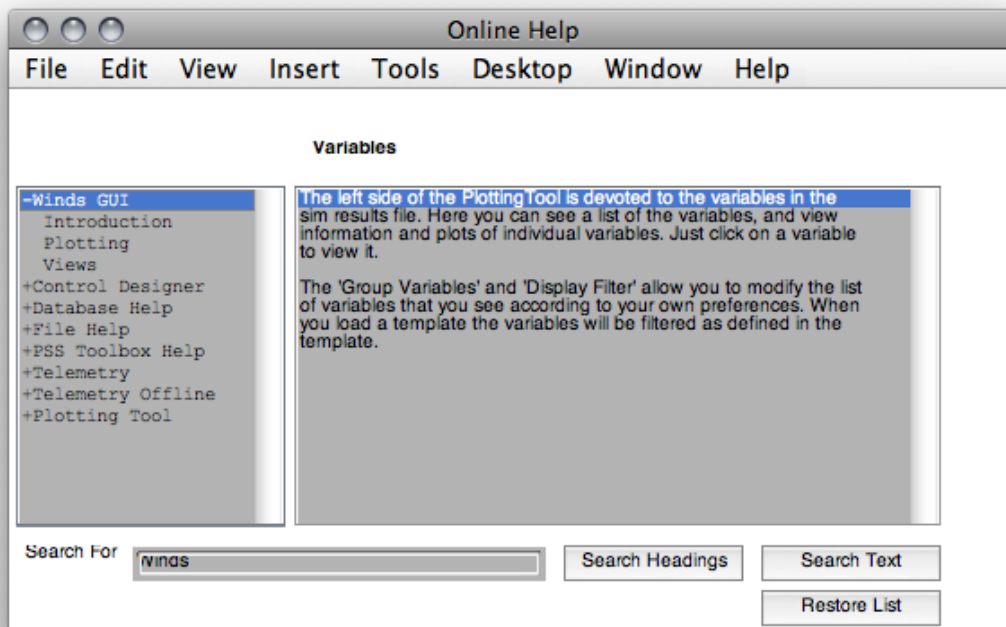 Online Help
File Edit View Insert Tools Desktop Window Help
Variables
-Winds GUI
Introduction
Plotting
Views
+Control Designer
+Database Help
+File Help
+PSS Toolbox Help
+Telemetry
+Telemetry Offline
+Plotting Tool
The left side of the PlottingTool is devoted to the variables in the
sim results file. Here you can see a list of the variables, and view
information and plots of individual variables. Just click on a variable
to view it.
The 'Group Variables' and 'Display Filter' allow you to modify the list
of variables that you see according to your own preferences. When
you load a template the variables will be filtered as defined in the
template.
Search For
Winds
Search Headings
Search Text
Restore List